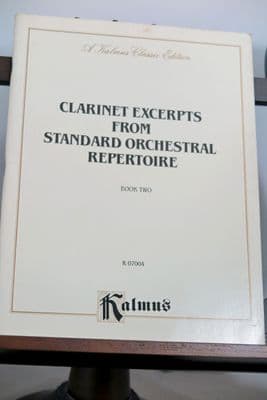 A Kalmus Classic Edition
CLARINET EXCERPTS
FROM
STANDARD ORCHESTRAL
REPERTOIRE
BOOK TWO
K 07004
Kalmus